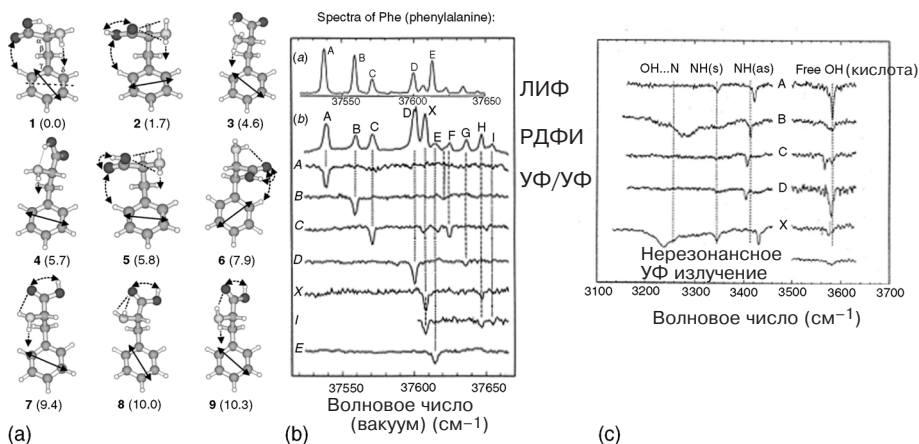 1 (0.0)
2 (1.7)
3 (4.6)
4 (5.7)
5 (5.8)
6 (7.9)
7 (9.4)
8 (10.0)
9 (10.3)
(a)
α
β
γ
δ
Spectra of Phe (phenylalanine):
(a)
A
B
C
D
E
37550
37600
37650
ЛИФ
(b)
A
B
C
D
X
E
F
G
H
I
РДФИ
УФ/УФ
A
B
C
D
X
I
E
37550
37600
37650
Волновое число
(вакуум) (см⁻¹)
(b)
OH...N
NH(s)
NH(as)
Free OH (кислота)
A
B
C
D
X
Нерезонансное
УФ излучение
3100
3200
3300
3400
3500
3600
3700
Волновое число (см⁻¹)
(c)